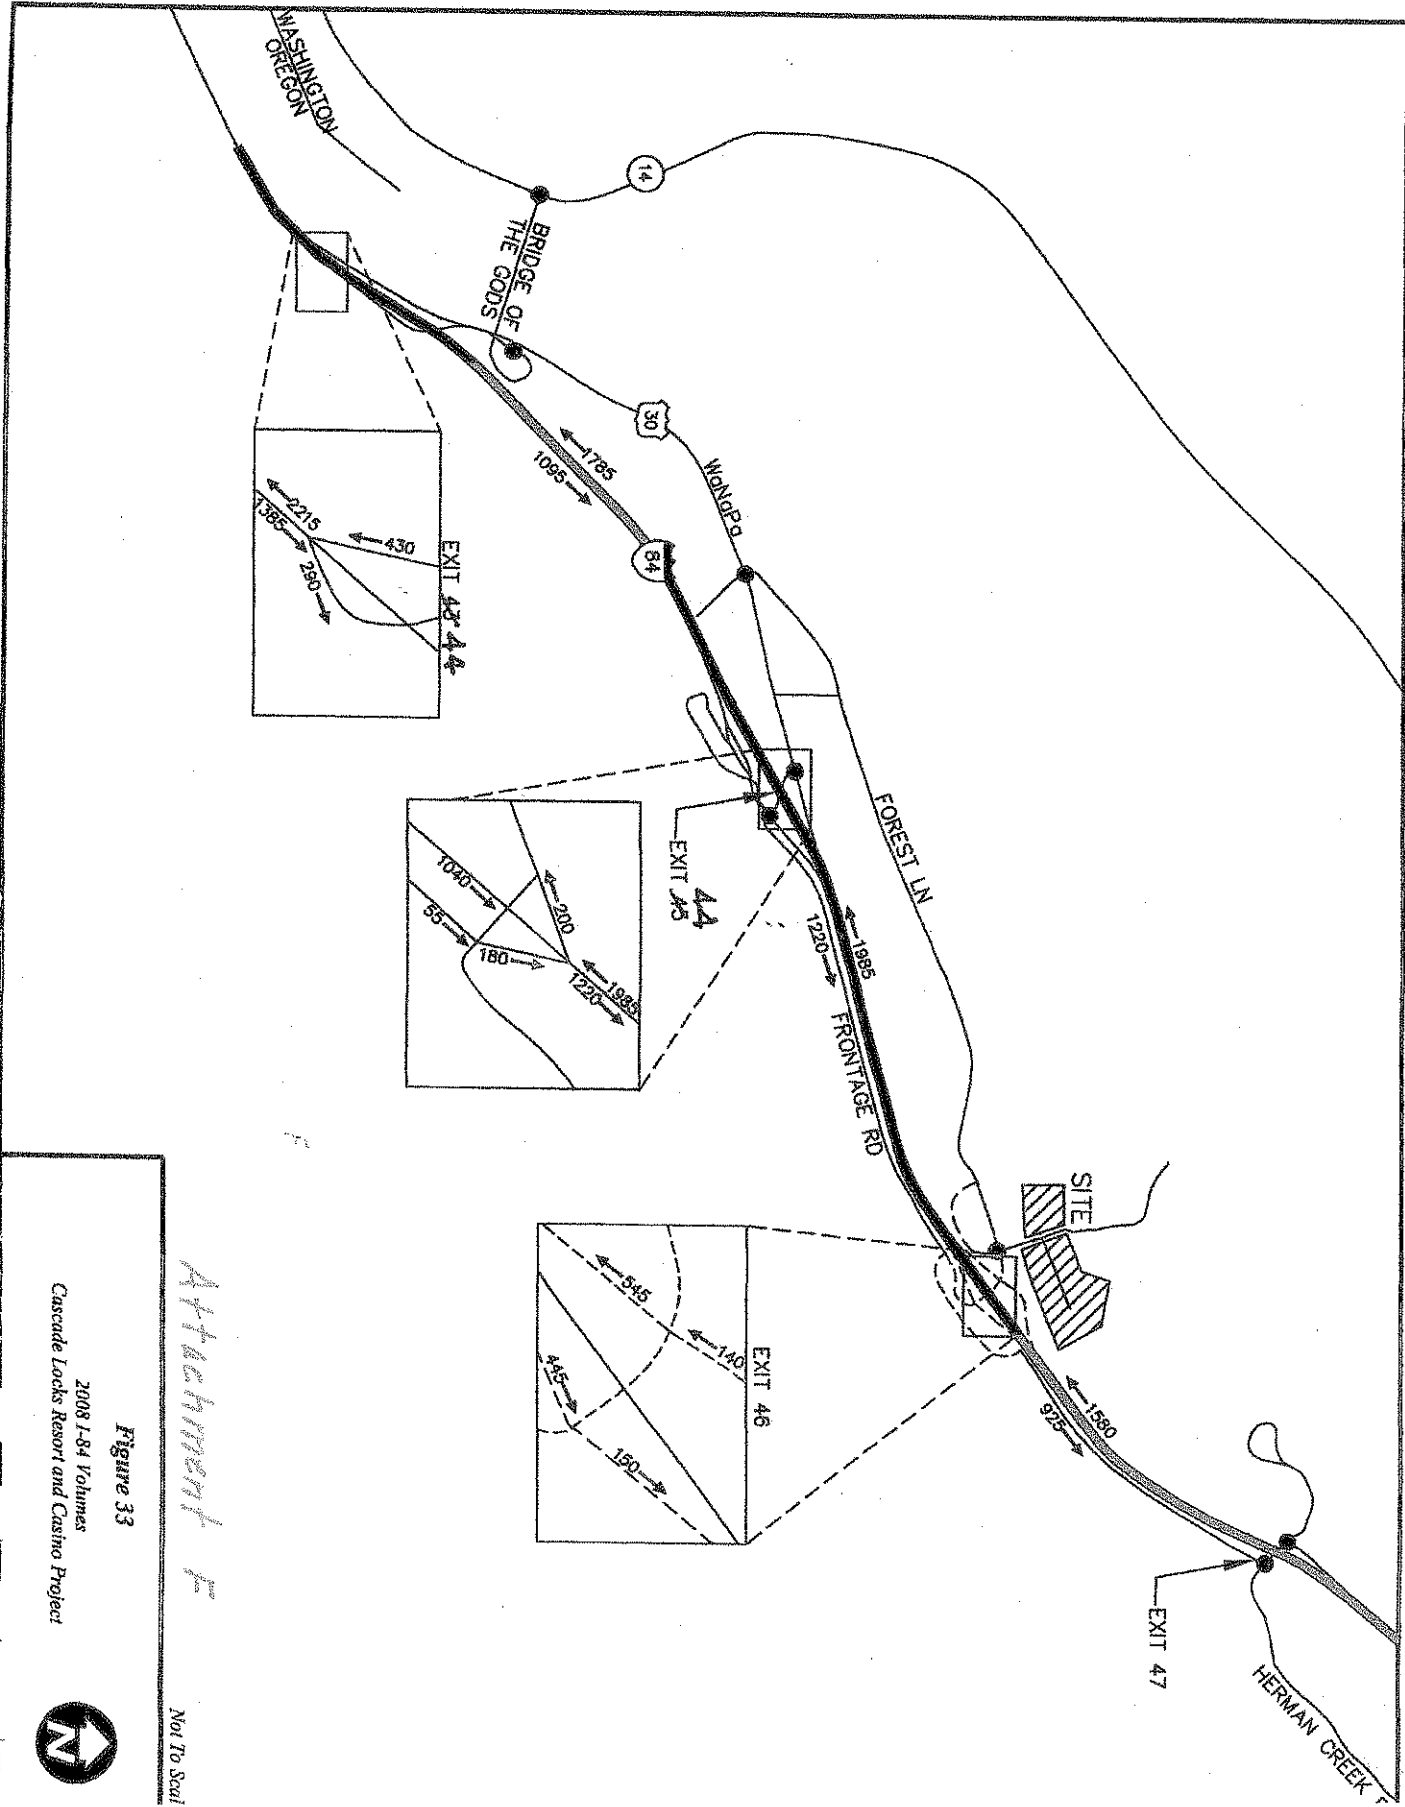 WASHINGTON
OREGON
14
BRIDGE OF
THE GODS
30
WaNaPa
1785
1095
84
EXIT 43 44
430
2215
1385
290
FOREST LN
EXIT 45
44
1040
55
200
180
1985
1220
1985
1220
FRONTAGE RD
SITE
EXIT 46
545
140
445
150
1580
925
EXIT 47
HERMAN CREEK
Attachment F
Not To Scal
Figure 33
2008 I-84 Volumes
Cascade Locks Resort and Casino Project
N